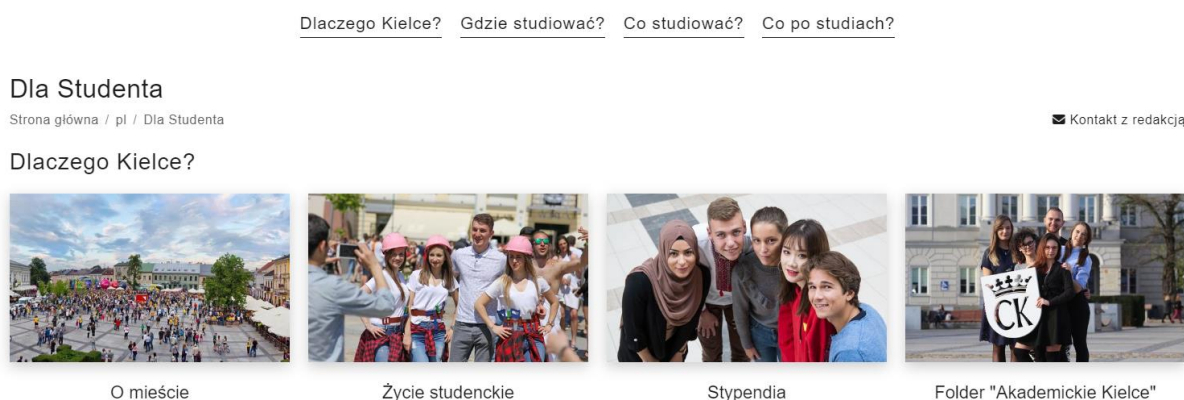 Dlaczego Kielce? Gdzie studiować? Co studiować? Co po studiach?
Dla Studenta
Strona główna / pl / Dla Studenta
Kontakt z redakcją
Dlaczego Kielce?
CK
O mieście
Życie studenckie
Stypendia
Folder "Akademickie Kielce"